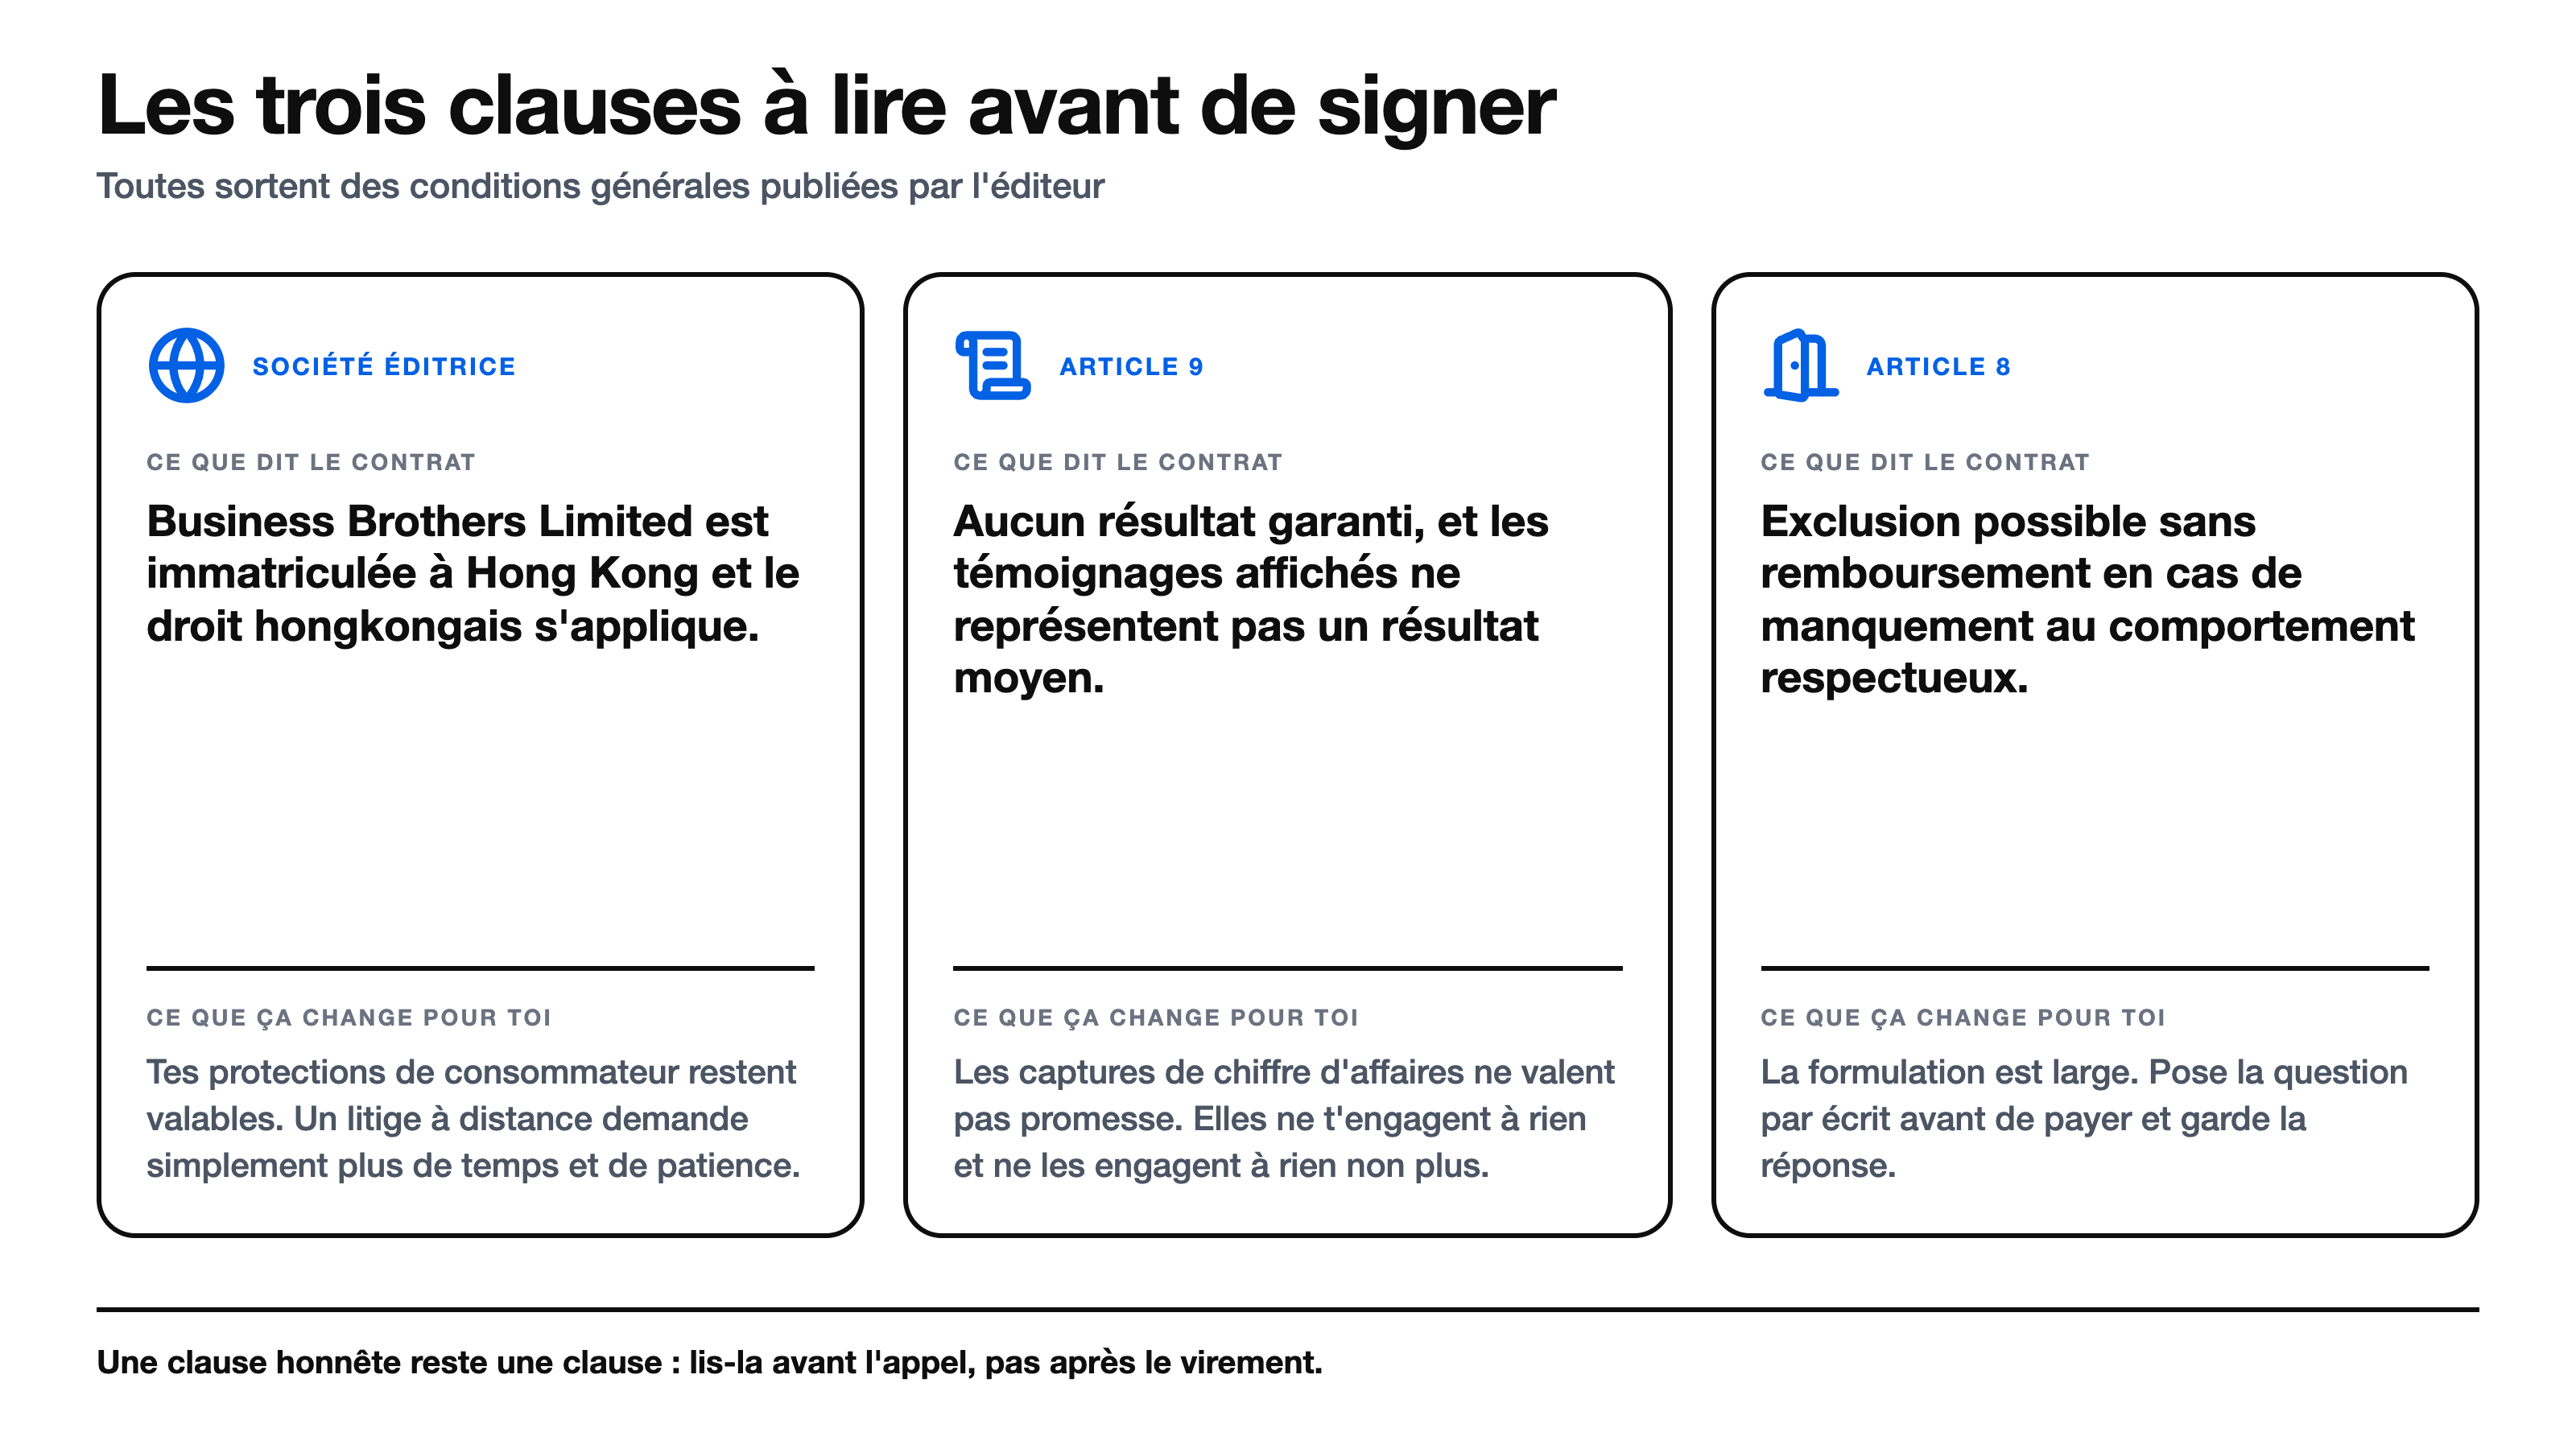 Les trois clauses à lire avant de signer
Toutes sortent des conditions générales publiées par l'éditeur
SOCIÉTÉ ÉDITRICE
CE QUE DIT LE CONTRAT
Business Brothers Limited est
immatriculée à Hong Kong et le
droit hongkongais s'applique.
CE QUE ÇA CHANGE POUR TOI
Tes protections de consommateur restent
valables. Un litige à distance demande
simplement plus de temps et de patience.
ARTICLE 9
CE QUE DIT LE CONTRAT
Aucun résultat garanti, et les
témoignages affichés ne
représentent pas un résultat
moyen.
CE QUE ÇA CHANGE POUR TOI
Les captures de chiffre d'affaires ne valent
pas promesse. Elles ne t'engagent à rien
et ne les engagent à rien non plus.
ARTICLE 8
CE QUE DIT LE CONTRAT
Exclusion possible sans
remboursement en cas de
manquement au comportement
respectueux.
CE QUE ÇA CHANGE POUR TOI
La formulation est large. Pose la question
par écrit avant de payer et garde la
réponse.
Une clause honnête reste une clause : lis-la avant l'appel, pas après le virement.